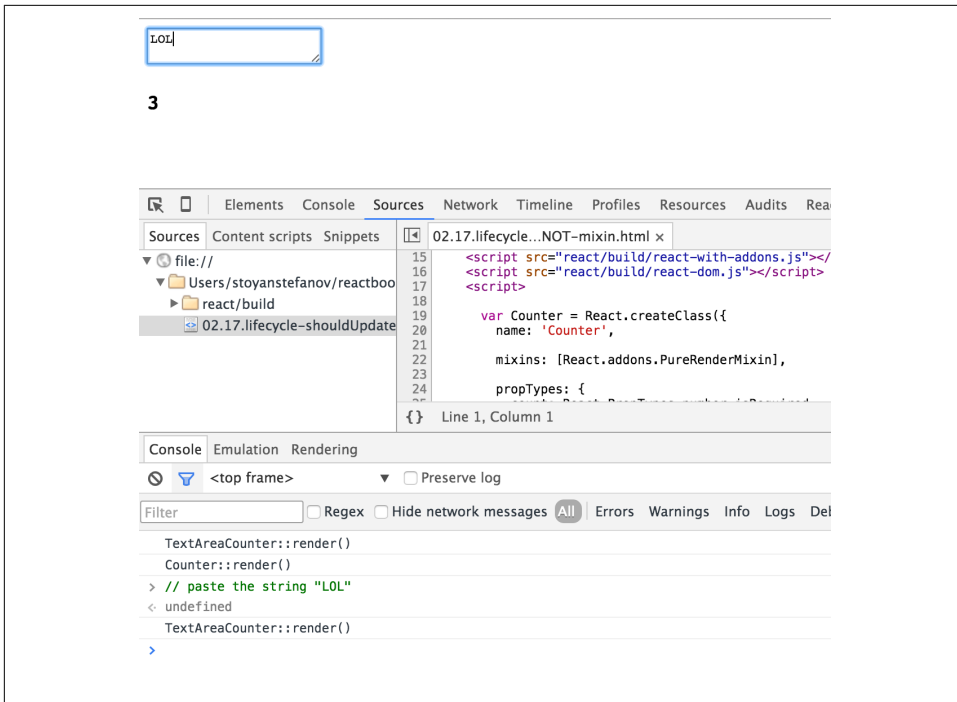 LOL
3
Elements Console Sources Network Timeline Profiles Resources Audits Rea
Sources Content scripts Snippets
02.17.lifecycle...NOT-mixin.html ×
file://
Users/stoyanstefanov/reactboo
react/build
02.17.lifecycle-shouldUpdate
15 <script src="react/build/react-with-addons.js"></
16 <script src="react/build/react-dom.js"></script>
17 <script>
18
19 var Counter = React.createClass({
20 name: 'Counter',
21
22 mixins: [React.addons.PureRenderMixin],
23
24 propTypes: {
{} Line 1, Column 1
Console Emulation Rendering
<top frame> ▼ Preserve log
Filter Regex Hide network messages All Errors Warnings Info Logs Del
TextAreaCounter::render()
Counter::render()
> // paste the string "LOL"
undefined
TextAreaCounter::render()
>